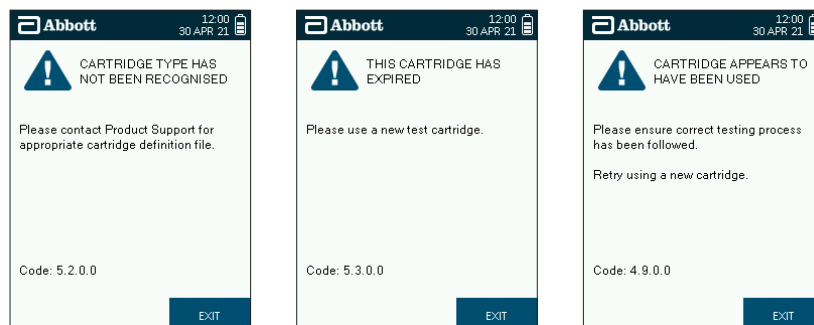 Abbott
12:00
30 APR 21
CARTRIDGE TYPE HAS
NOT BEEN RECOGNISED
Please contact Product Support for
appropriate cartridge definition file.
Code: 5.2.0.0
EXIT
Abbott
12:00
30 APR 21
THIS CARTRIDGE HAS
EXPIRED
Please use a new test cartridge.
Code: 5.3.0.0
EXIT
Abbott
12:00
30 APR 21
CARTRIDGE APPEARS TO
HAVE BEEN USED
Please ensure correct testing process
has been followed.
Retry using a new cartridge.
Code: 4.9.0.0
EXIT